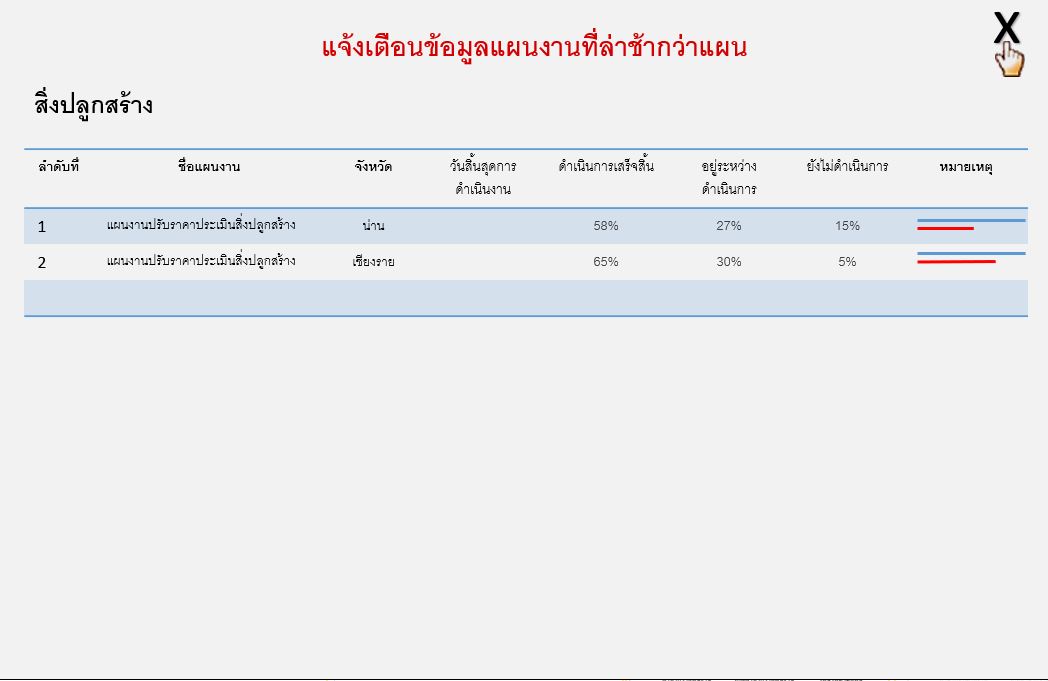 X
แจ้งเตือนข้อมูลแผนงานที่ล่าช้ากว่าแผน
สิ่งปลูกสร้าง
ลำดับที่ ชื่อแผนงาน จังหวัด วันสิ้นสุดการ ดำเนินการเสร็จสิ้น อยู่ระหว่าง ยังไม่ดำเนินการ หมายเหตุ
ดำเนินงาน ดำเนินการ
1 แผนงานปรับราคาประเมินสิ่งปลูกสร้าง น่าน 58% 27% 15%
2 แผนงานปรับราคาประเมินสิ่งปลูกสร้าง เชียงราย 65% 30% 5%